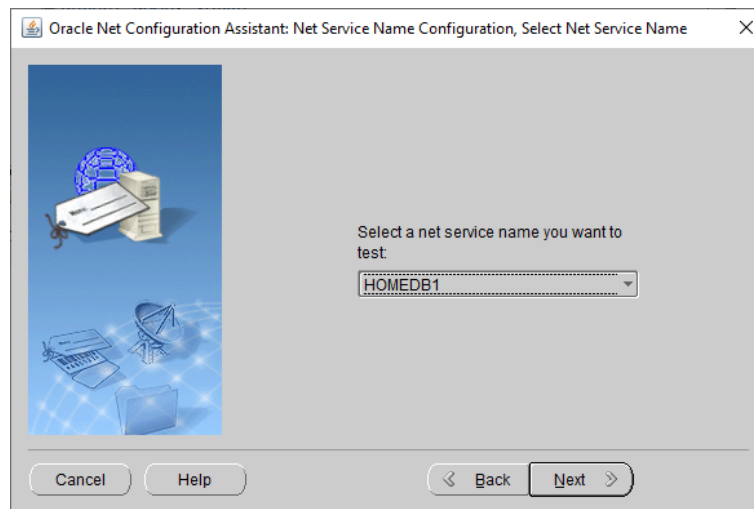 Oracle Net Configuration Assistant: Net Service Name Configuration, Select Net Service Name
Select a net service name you want to
test:
HOMEDB1
Cancel
Help
Back
Next